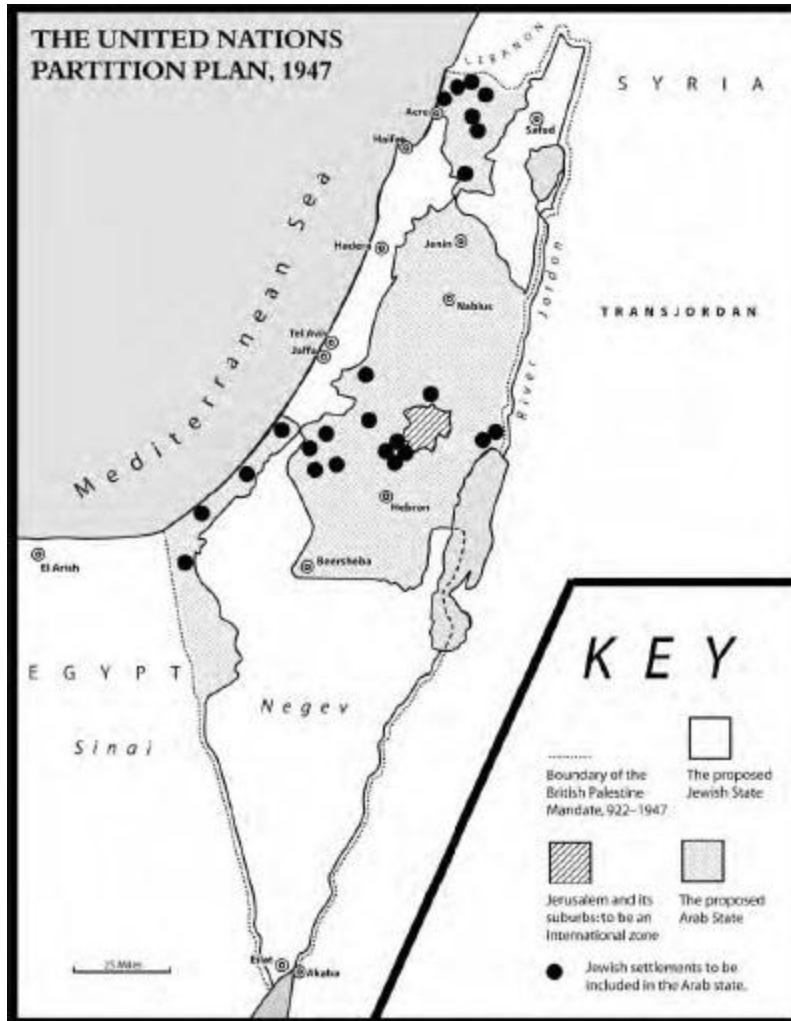 THE UNITED NATIONS
PARTITION PLAN, 1947
LEBANON
SYRIA
Acre
Safed
Haifa
Mediterranean Sea
Hadera
Jenin
River Jordan
Nablus
TRANSJORDAN
Tel Aviv
Jaffa
Hebron
El Arish
Beersheba
EGYPT
Negev
Sinai
KEY
Boundary of the
British Palestine
Mandate, 922–1947
The proposed
Jewish State
Jerusalem and its
suburbs: to be an
international zone
The proposed
Arab State
25 Miles
Eilat
Akaba
Jewish settlements to be
included in the Arab state.